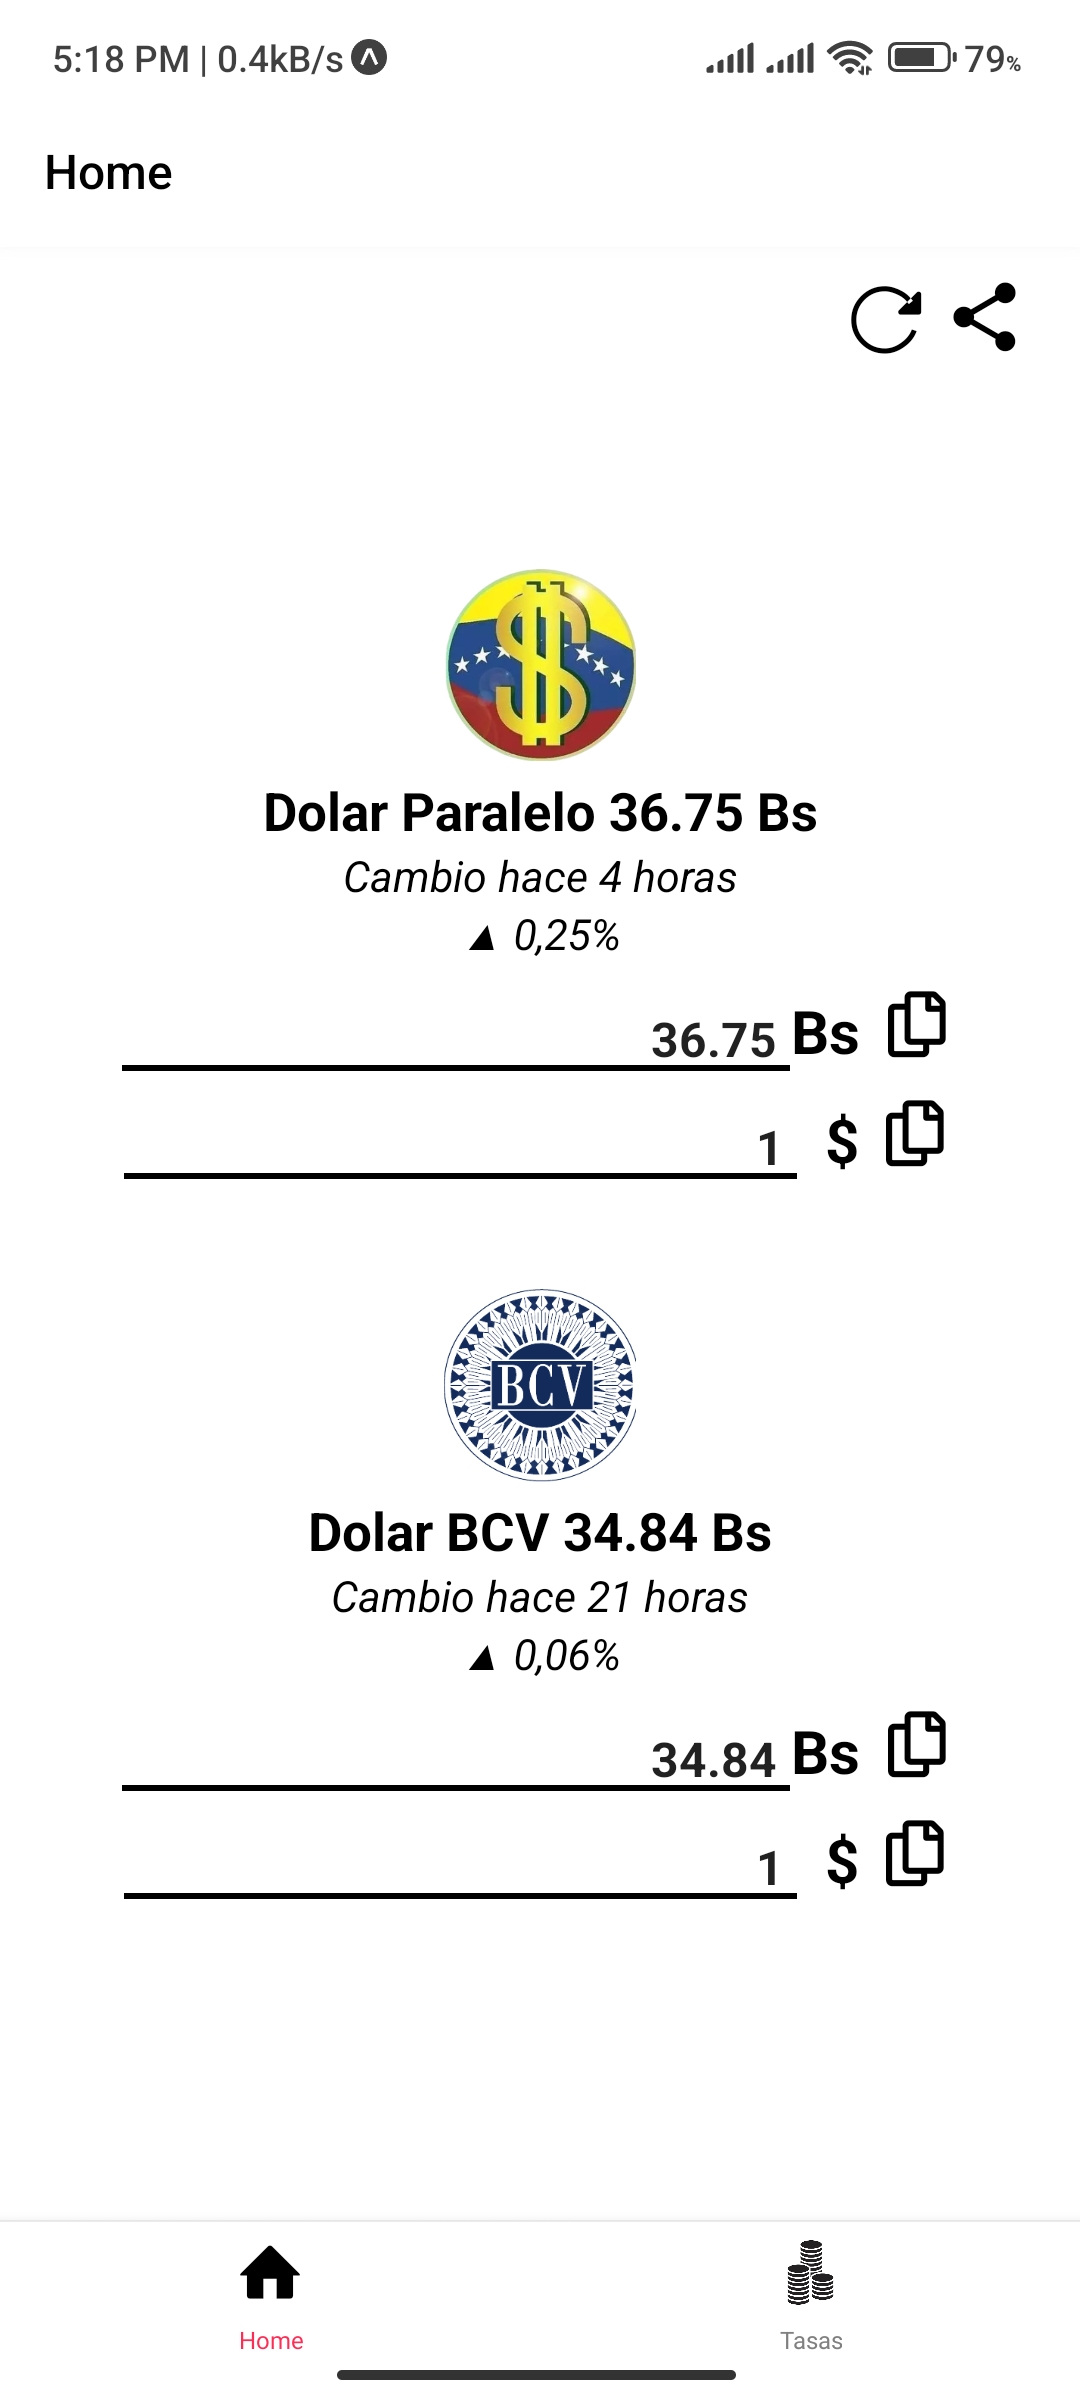 5:18 PM | 0.4kB/s
79%
Home
Dolar Paralelo 36.75 Bs
Cambio hace 4 horas
▲ 0,25%
36.75 Bs
1 $
BCV
Dolar BCV 34.84 Bs
Cambio hace 21 horas
▲ 0,06%
34.84 Bs
1 $
Home
Tasas